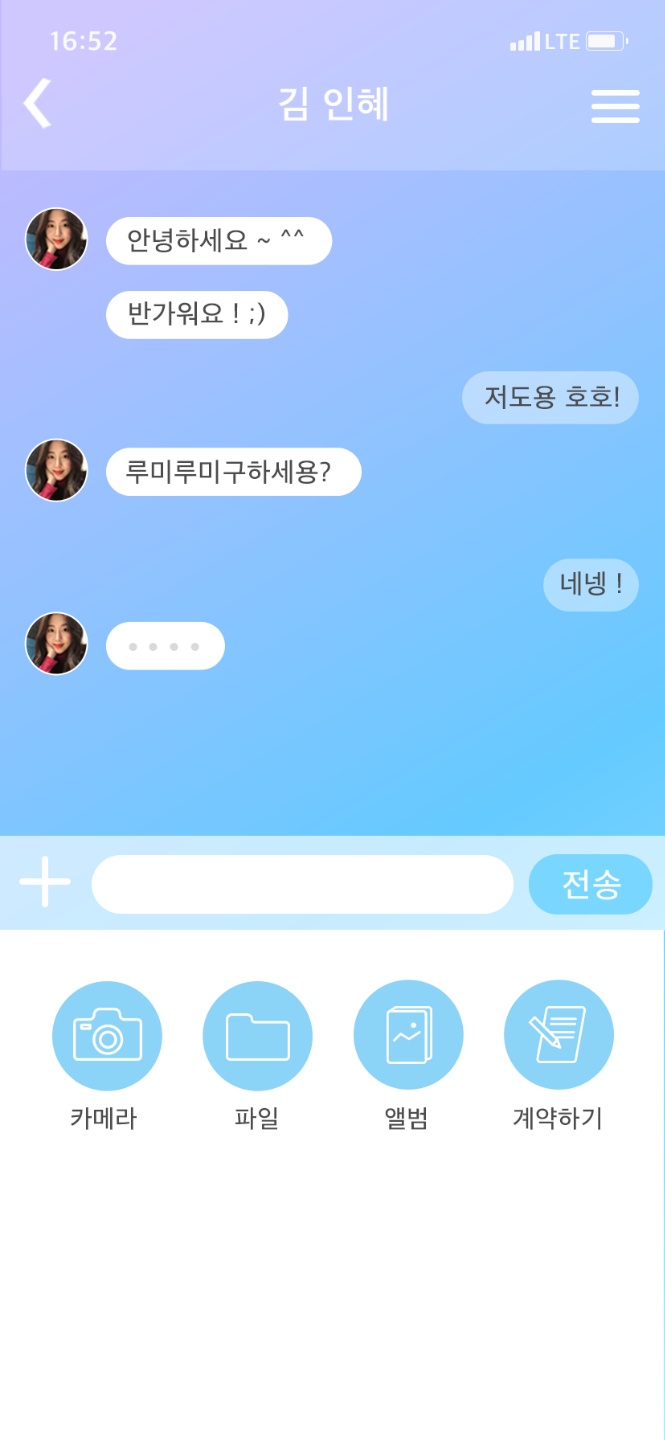 16:52 LTE
김 인혜
안녕하세요 ~ ^^
반가워요 ! ;)
저도용 호호!
루미루미구하세용?
네넹 !
전송
카메라 파일 앨범 계약하기